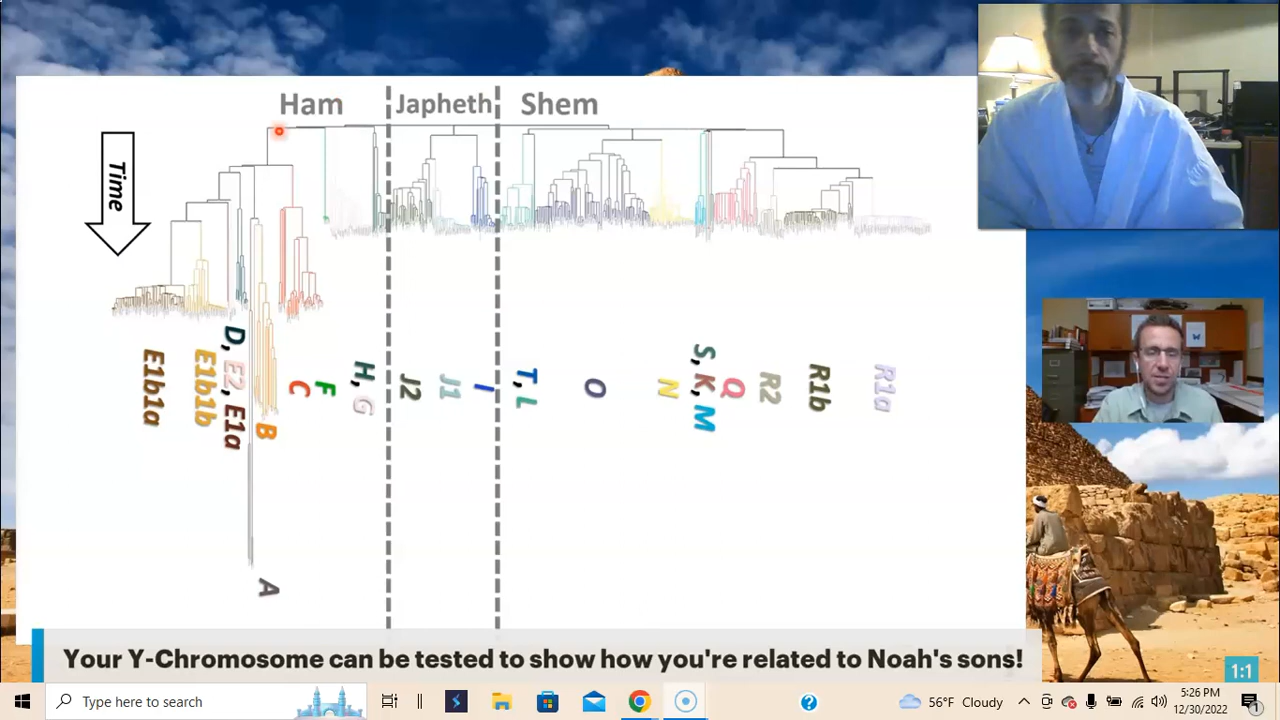 Ham
Japheth
Shem
Time
E1b1a
E1b1b
D, E2, E1a
B
A
C
F
H, G
J2
J1
I
T, L
O
N
S, K, M
Q
R2
R1b
R1a
Your Y-Chromosome can be tested to show how you're related to Noah's sons!
1:1
Type here to search
56°F Cloudy
5:26 PM
12/30/2022
1